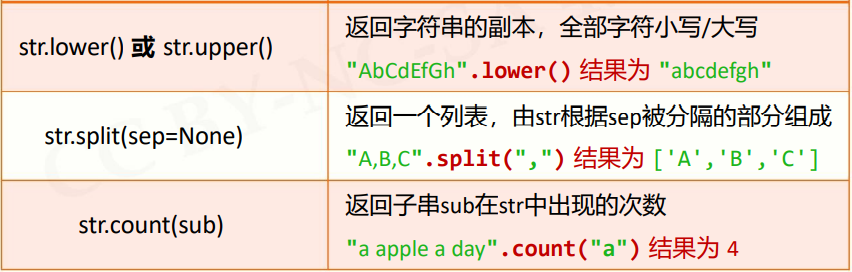 str.lower() 或 str.upper()
返回字符串的副本，全部字符小写/大写
"AbCdEfGh".lower() 结果为 "abcdefgh"
str.split(sep=None)
返回一个列表，由str根据sep被分隔的部分组成
"A,B,C".split(",") 结果为 ['A','B','C']
str.count(sub)
返回子串sub在str中出现的次数
"a apple a day".count("a") 结果为 4